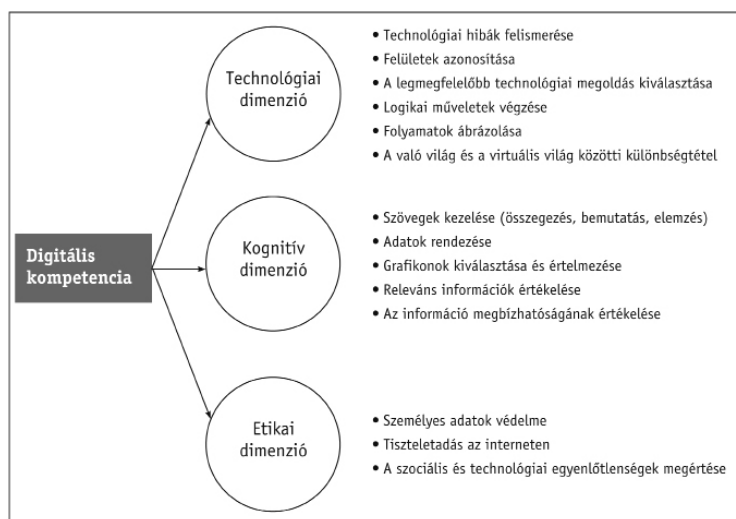 Digitális
kompetencia
Technológiai
dimenzió
• Technológiai hibák felismerése
• Felületek azonosítása
• A legmegfelelőbb technológiai megoldás kiválasztása
• Logikai műveletek végzése
• Folyamatok ábrázolása
• A való világ és a virtuális világ közötti különbségtétel
Kognitív
dimenzió
• Szövegek kezelése (összegezés, bemutatás, elemzés)
• Adatok rendezése
• Grafikonok kiválasztása és értelmezése
• Releváns információk értékelése
• Az információ megbízhatóságának értékelése
Etikai
dimenzió
• Személyes adatok védelme
• Tiszteletadás az interneten
• A szociális és technológiai egyenlőtlenségek megértése